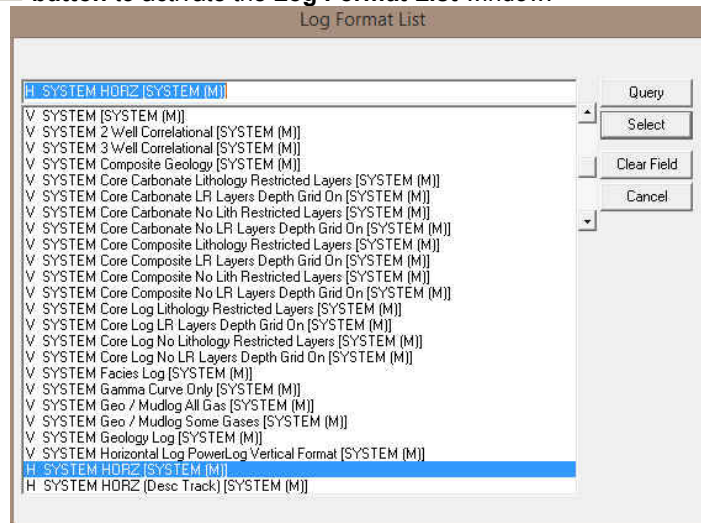 button to activate the Log Format List window
Log Format List
H SYSTEM HORZ [SYSTEM (M)]
Query
Select
Clear Field
Cancel
V SYSTEM [SYSTEM (M)]
V SYSTEM 2 Well Correlational [SYSTEM (M)]
V SYSTEM 3 Well Correlational [SYSTEM (M)]
V SYSTEM Composite Geology [SYSTEM (M)]
V SYSTEM Core Carbonate Lithology Restricted Layers [SYSTEM (M)]
V SYSTEM Core Carbonate LR Layers Depth Grid On [SYSTEM (M)]
V SYSTEM Core Carbonate No Lith Restricted Layers [SYSTEM (M)]
V SYSTEM Core Carbonate No LR Layers Depth Grid On [SYSTEM (M)]
V SYSTEM Core Composite Lithology Restricted Layers [SYSTEM (M)]
V SYSTEM Core Composite LR Layers Depth Grid On [SYSTEM (M)]
V SYSTEM Core Composite No Lith Restricted Layers [SYSTEM (M)]
V SYSTEM Core Composite No LR Layers Depth Grid On [SYSTEM (M)]
V SYSTEM Core Log Lithology Restricted Layers [SYSTEM (M)]
V SYSTEM Core Log LR Layers Depth Grid On [SYSTEM (M)]
V SYSTEM Core Log No Lithology Restricted Layers [SYSTEM (M)]
V SYSTEM Core Log No LR Layers Depth Grid On [SYSTEM (M)]
V SYSTEM Facies Log [SYSTEM (M)]
V SYSTEM Gamma Curve Only [SYSTEM (M)]
V SYSTEM Geo / Mudlog All Gas [SYSTEM (M)]
V SYSTEM Geo / Mudlog Some Gases [SYSTEM (M)]
V SYSTEM Geology Log [SYSTEM (M)]
V SYSTEM Horizontal Log PowerLog Vertical Format [SYSTEM (M)]
H SYSTEM HORZ [SYSTEM (M)]
H SYSTEM HORZ (Desc Track) [SYSTEM (M)]